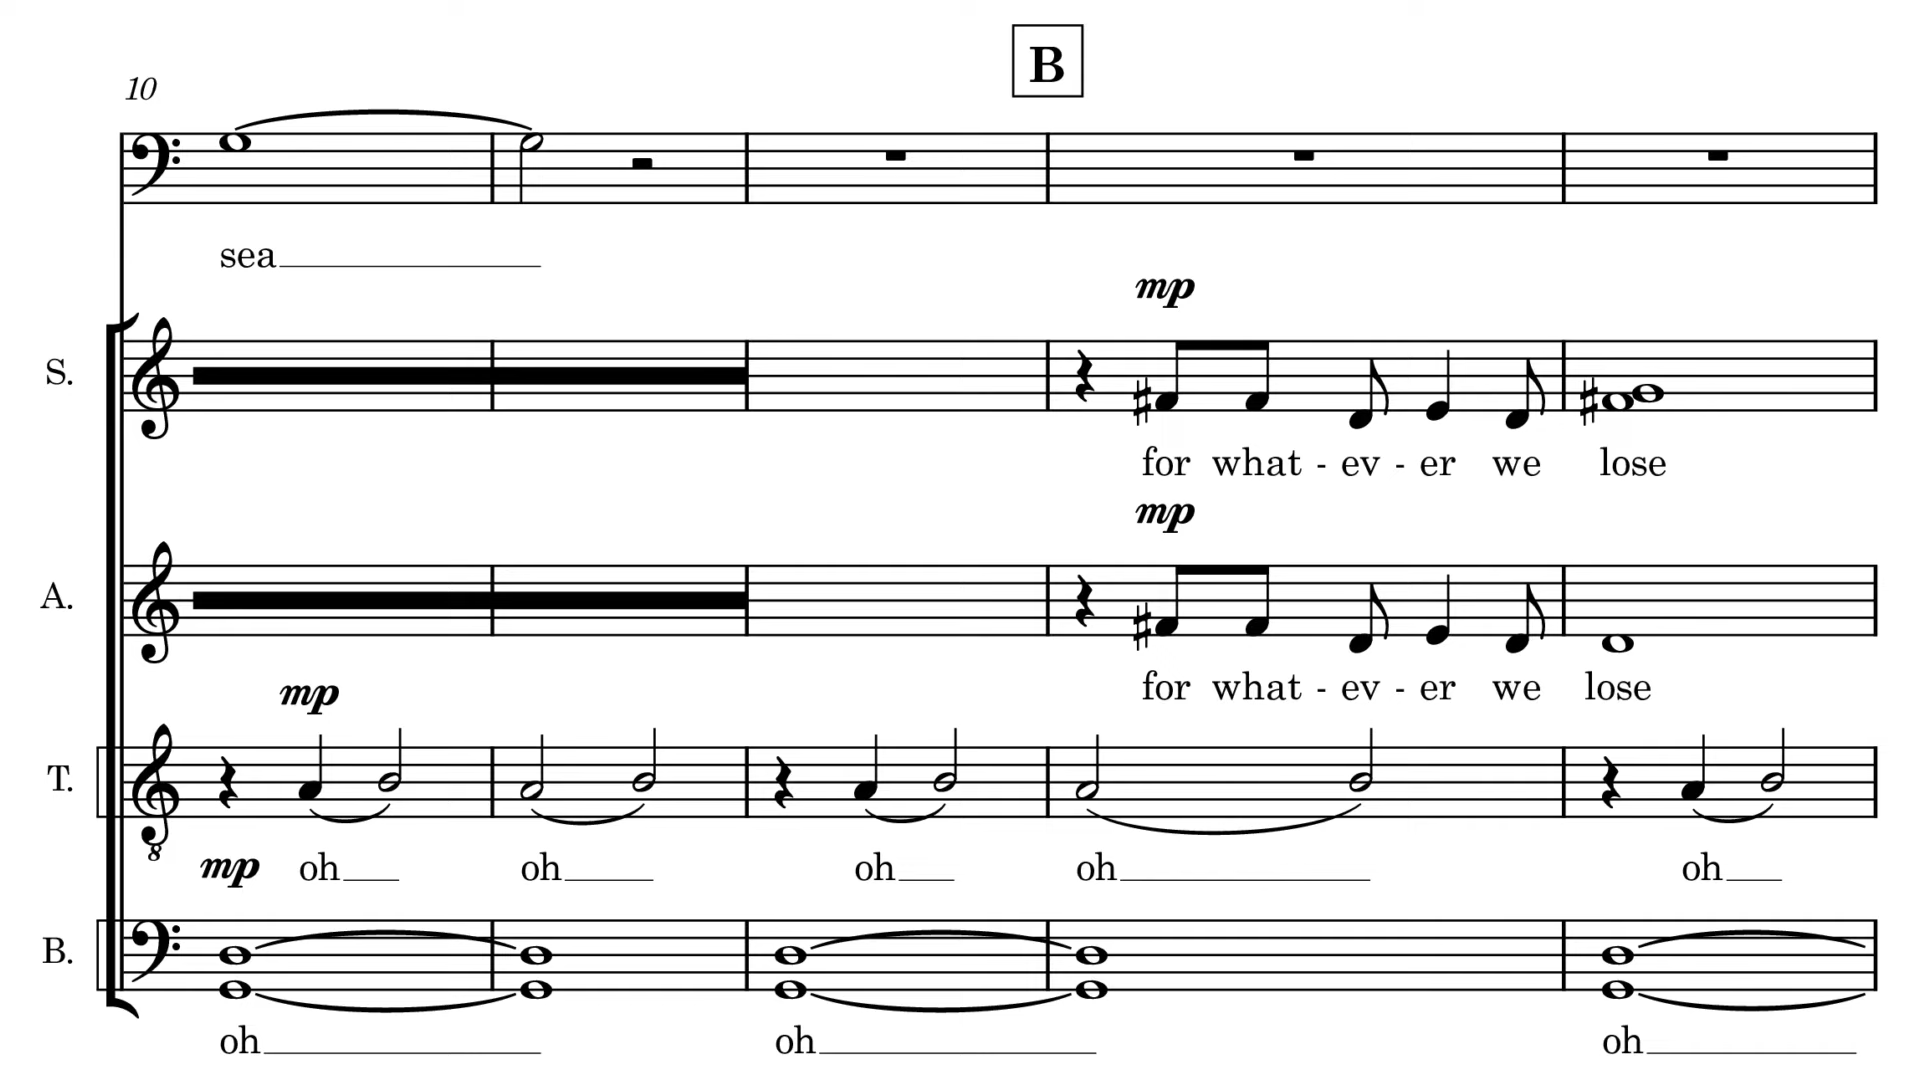 B
10
sea
mp
S.
for what - ev - er we lose
mp
A.
for what - ev - er we lose
mp
T.
8
mp oh oh oh oh oh
B.
oh oh oh